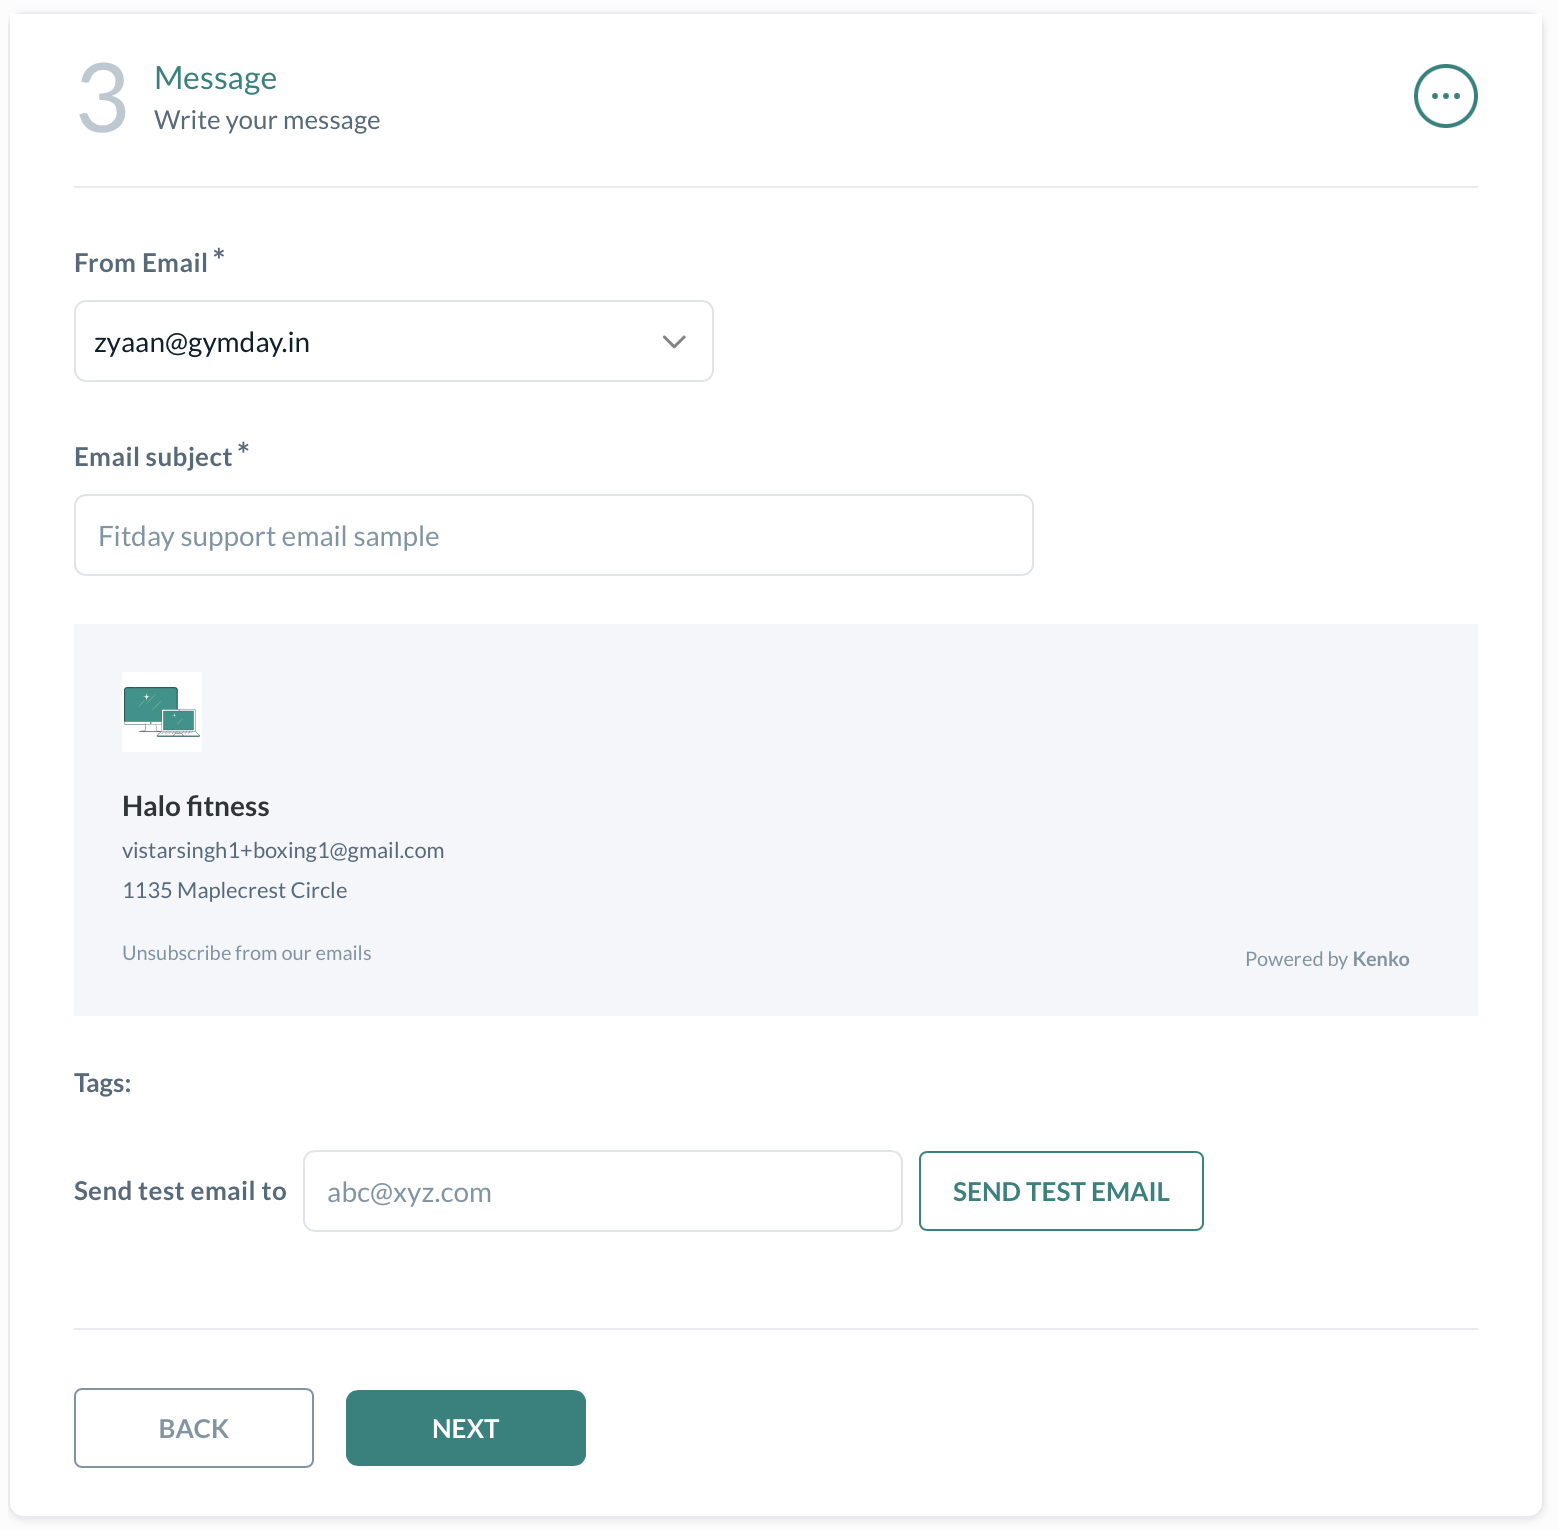 3
Message
Write your message
From Email *
zyaan@gymday.in
Email subject *
Fitday support email sample
Halo fitness
vistarsingh1+boxing1@gmail.com
1135 Maplecrest Circle
Unsubscribe from our emails
Powered by Kenko
Tags:
Send test email to abc@xyz.com SEND TEST EMAIL
BACK NEXT